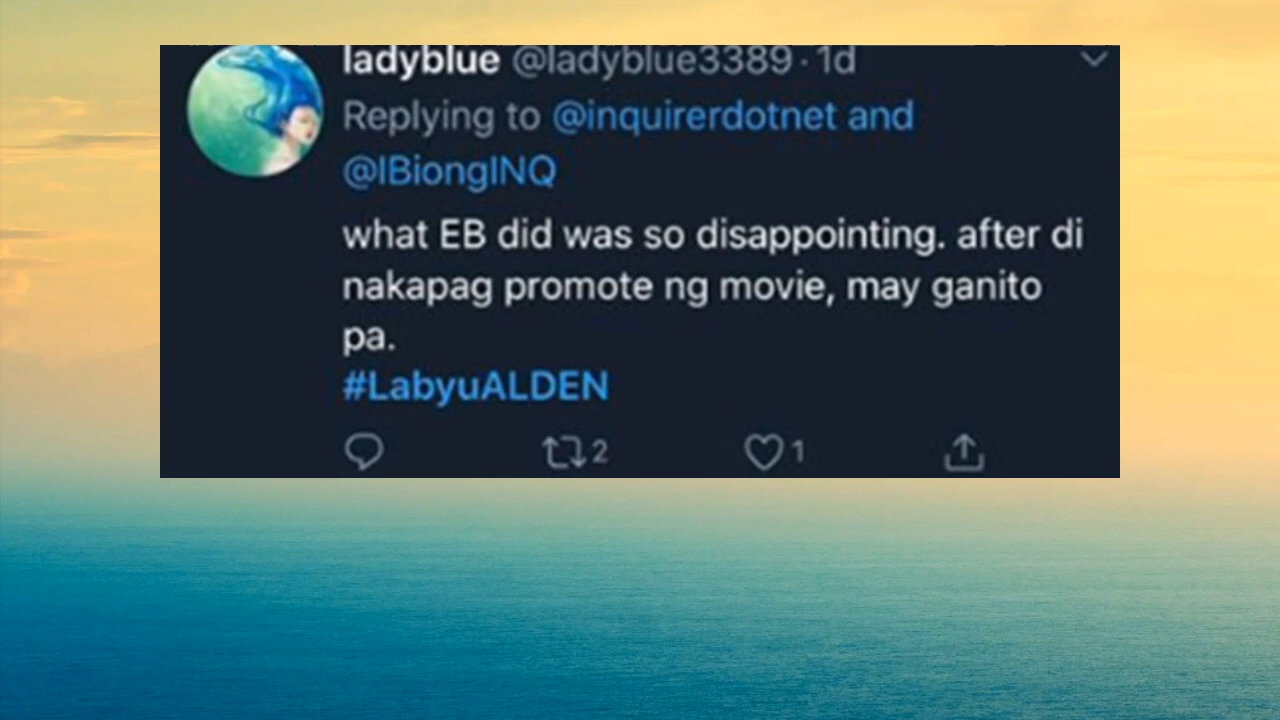 ladyblue @ladyblue3389 · 1d
Replying to @inquirerdotnet and
@IBiongINQ
what EB did was so disappointing. after di
nakapag promote ng movie, may ganito
pa.
#LabyuALDEN
2 1